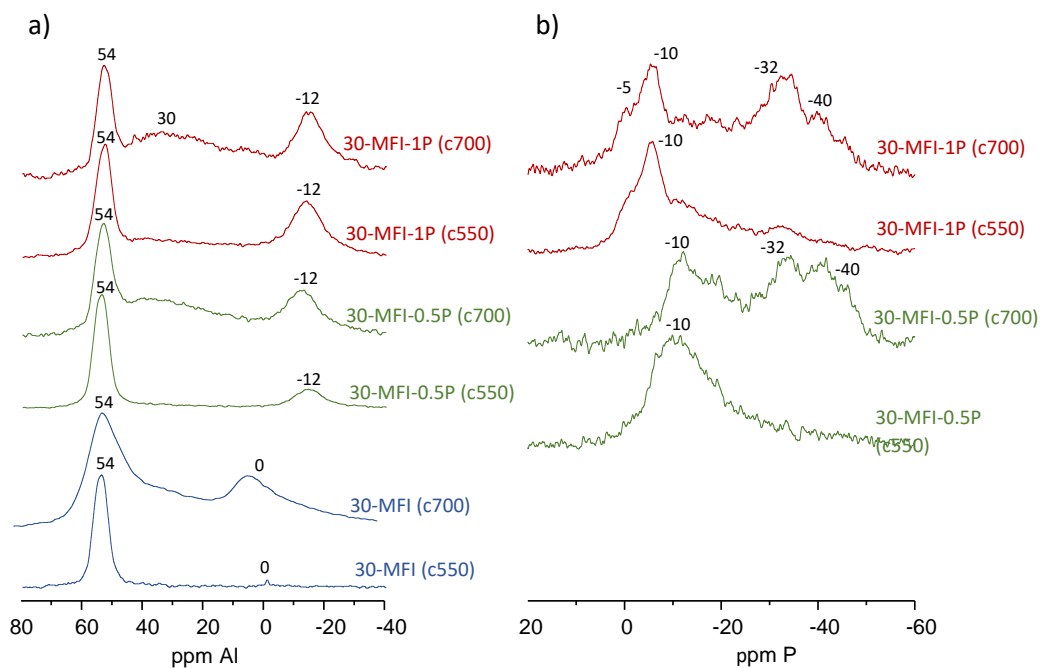 a)
54
30
-12
30-MFI-1P (c700)
54
-12
30-MFI-1P (c550)
54
-12
30-MFI-0.5P (c700)
54
-12
30-MFI-0.5P (c550)
54
0
30-MFI (c700)
54
0
30-MFI (c550)
80 60 40 20 0 -20 -40
ppm Al
b)
-5
-10
-32
-40
30-MFI-1P (c700)
-10
30-MFI-1P (c550)
-10
-32
-40
30-MFI-0.5P (c700)
-10
30-MFI-0.5P
(c550)
20 0 -20 -40 -60
ppm P